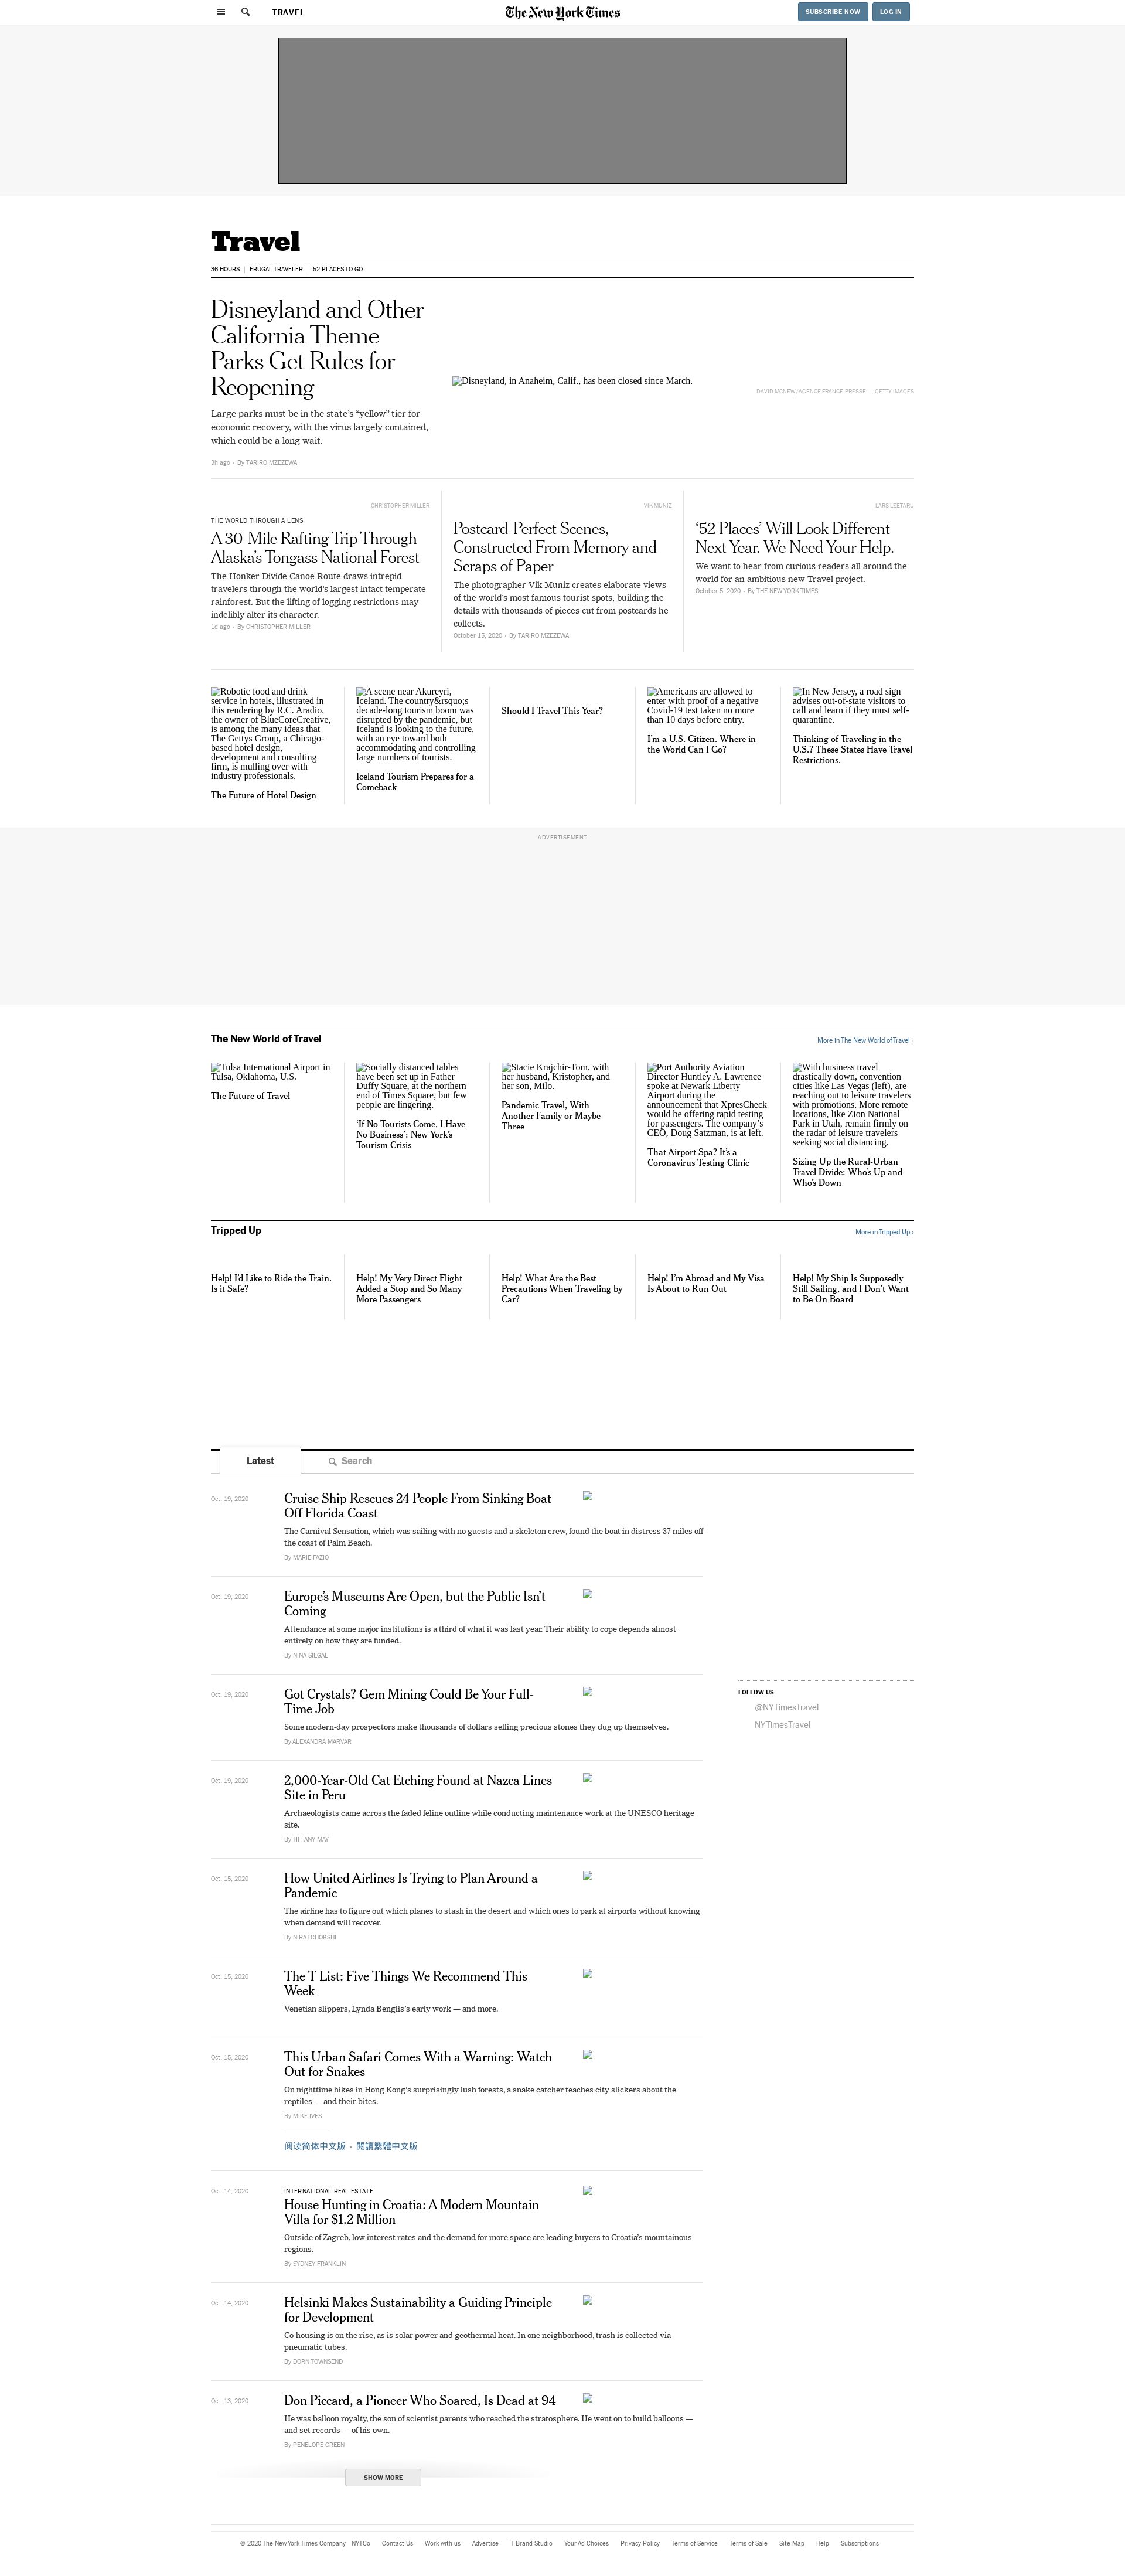 TRAVEL
The New York Times
SUBSCRIBE NOW
LOG IN
Travel
36 HOURS
FRUGAL TRAVELER
52 PLACES TO GO
Disneyland and Other
California Theme
Parks Get Rules for
Reopening
Large parks must be in the state’s “yellow” tier for
economic recovery, with the virus largely contained,
which could be a long wait.
3h ago - By TARIRO MZEZEWA
Disneyland, in Anaheim, Calif., has been closed since March.
DAVID MCNEW/AGENCE FRANCE-PRESSE — GETTY IMAGES
CHRISTOPHER MILLER
THE WORLD THROUGH A LENS
A 30-Mile Rafting Trip Through
Alaska’s Tongass National Forest
The Honker Divide Canoe Route draws intrepid
travelers through the world’s largest intact temperate
rainforest. But the lifting of logging restrictions may
indelibly alter its character.
1d ago - By CHRISTOPHER MILLER
VIK MUNIZ
Postcard-Perfect Scenes,
Constructed From Memory and
Scraps of Paper
The photographer Vik Muniz creates elaborate views
of the world’s most famous tourist spots, building the
details with thousands of pieces cut from postcards he
collects.
October 15, 2020 - By TARIRO MZEZEWA
LARS LEETARU
‘52 Places’ Will Look Different
Next Year. We Need Your Help.
We want to hear from curious readers all around the
world for an ambitious new Travel project.
October 5, 2020 - By THE NEW YORK TIMES
Robotic food and drink
service in hotels, illustrated in
this rendering by R.C. Aradio,
the owner of BlueCoreCreative,
is among the many ideas that
The Gettys Group, a Chicago-
based hotel design,
development and consulting
firm, is mulling over with
industry professionals.
The Future of Hotel Design
A scene near Akureyri,
Iceland. The country&rsquo;s
decade-long tourism boom was
disrupted by the pandemic, but
Iceland is looking to the future,
with an eye toward both
accommodating and controlling
large numbers of tourists.
Iceland Tourism Prepares for a
Comeback
Should I Travel This Year?
Americans are allowed to
enter with proof of a negative
Covid-19 test taken no more
than 10 days before entry.
I’m a U.S. Citizen. Where in
the World Can I Go?
In New Jersey, a road sign
advises out-of-state visitors to
call and learn if they must self-
quarantine.
Thinking of Traveling in the
U.S.? These States Have Travel
Restrictions.
ADVERTISEMENT
The New World of Travel
More in The New World of Travel ›
Tulsa International Airport in
Tulsa, Oklahoma, U.S.
The Future of Travel
Socially distanced tables
have been set up in Father
Duffy Square, at the northern
end of Times Square, but few
people are lingering.
‘If No Tourists Come, I Have
No Business’: New York’s
Tourism Crisis
Stacie Krajchir-Tom, with
her husband, Kristopher, and
her son, Milo.
Pandemic Travel, With
Another Family or Maybe
Three
Port Authority Aviation
Director Huntley A. Lawrence
spoke at Newark Liberty
Airport during the
announcement that XpresCheck
would be offering rapid testing
for passengers. The company’s
CEO, Doug Satzman, is at left.
That Airport Spa? It’s a
Coronavirus Testing Clinic
With business travel
drastically down, convention
cities like Las Vegas (left), are
reaching out to leisure travelers
with promotions. More remote
locations, like Zion National
Park in Utah, remain firmly on
the radar of leisure travelers
seeking social distancing.
Sizing Up the Rural-Urban
Travel Divide: Who’s Up and
Who’s Down
Tripped Up
More in Tripped Up ›
Help! I’d Like to Ride the Train.
Is it Safe?
Help! My Very Direct Flight
Added a Stop and So Many
More Passengers
Help! What Are the Best
Precautions When Traveling by
Car?
Help! I’m Abroad and My Visa
Is About to Run Out
Help! My Ship Is Supposedly
Still Sailing, and I Don’t Want
to Be On Board
Latest
Search
Oct. 19, 2020
Cruise Ship Rescues 24 People From Sinking Boat
Off Florida Coast
The Carnival Sensation, which was sailing with no guests and a skeleton crew, found the boat in distress 37 miles off
the coast of Palm Beach.
By MARIE FAZIO
Oct. 19, 2020
Europe’s Museums Are Open, but the Public Isn’t
Coming
Attendance at some major institutions is a third of what it was last year. Their ability to cope depends almost
entirely on how they are funded.
By NINA SIEGAL
Oct. 19, 2020
Got Crystals? Gem Mining Could Be Your Full-
Time Job
Some modern-day prospectors make thousands of dollars selling precious stones they dug up themselves.
By ALEXANDRA MARVAR
FOLLOW US
@NYTimesTravel
NYTimesTravel
Oct. 19, 2020
2,000-Year-Old Cat Etching Found at Nazca Lines
Site in Peru
Archaeologists came across the faded feline outline while conducting maintenance work at the UNESCO heritage
site.
By TIFFANY MAY
Oct. 15, 2020
How United Airlines Is Trying to Plan Around a
Pandemic
The airline has to figure out which planes to stash in the desert and which ones to park at airports without knowing
when demand will recover.
By NIRAJ CHOKSHI
Oct. 15, 2020
The T List: Five Things We Recommend This
Week
Venetian slippers, Lynda Benglis’s early work — and more.
Oct. 15, 2020
This Urban Safari Comes With a Warning: Watch
Out for Snakes
On nighttime hikes in Hong Kong’s surprisingly lush forests, a snake catcher teaches city slickers about the
reptiles — and their bites.
By MIKE IVES
阅读简体中文版 • 閱讀繁體中文版
Oct. 14, 2020
INTERNATIONAL REAL ESTATE
House Hunting in Croatia: A Modern Mountain
Villa for $1.2 Million
Outside of Zagreb, low interest rates and the demand for more space are leading buyers to Croatia’s mountainous
regions.
By SYDNEY FRANKLIN
Oct. 14, 2020
Helsinki Makes Sustainability a Guiding Principle
for Development
Co-housing is on the rise, as is solar power and geothermal heat. In one neighborhood, trash is collected via
pneumatic tubes.
By DORN TOWNSEND
Oct. 13, 2020
Don Piccard, a Pioneer Who Soared, Is Dead at 94
He was balloon royalty, the son of scientist parents who reached the stratosphere. He went on to build balloons —
and set records — of his own.
By PENELOPE GREEN
SHOW MORE
© 2020 The New York Times Company NYTCo Contact Us Work with us Advertise T Brand Studio Your Ad Choices Privacy Policy Terms of Service Terms of Sale Site Map Help Subscriptions